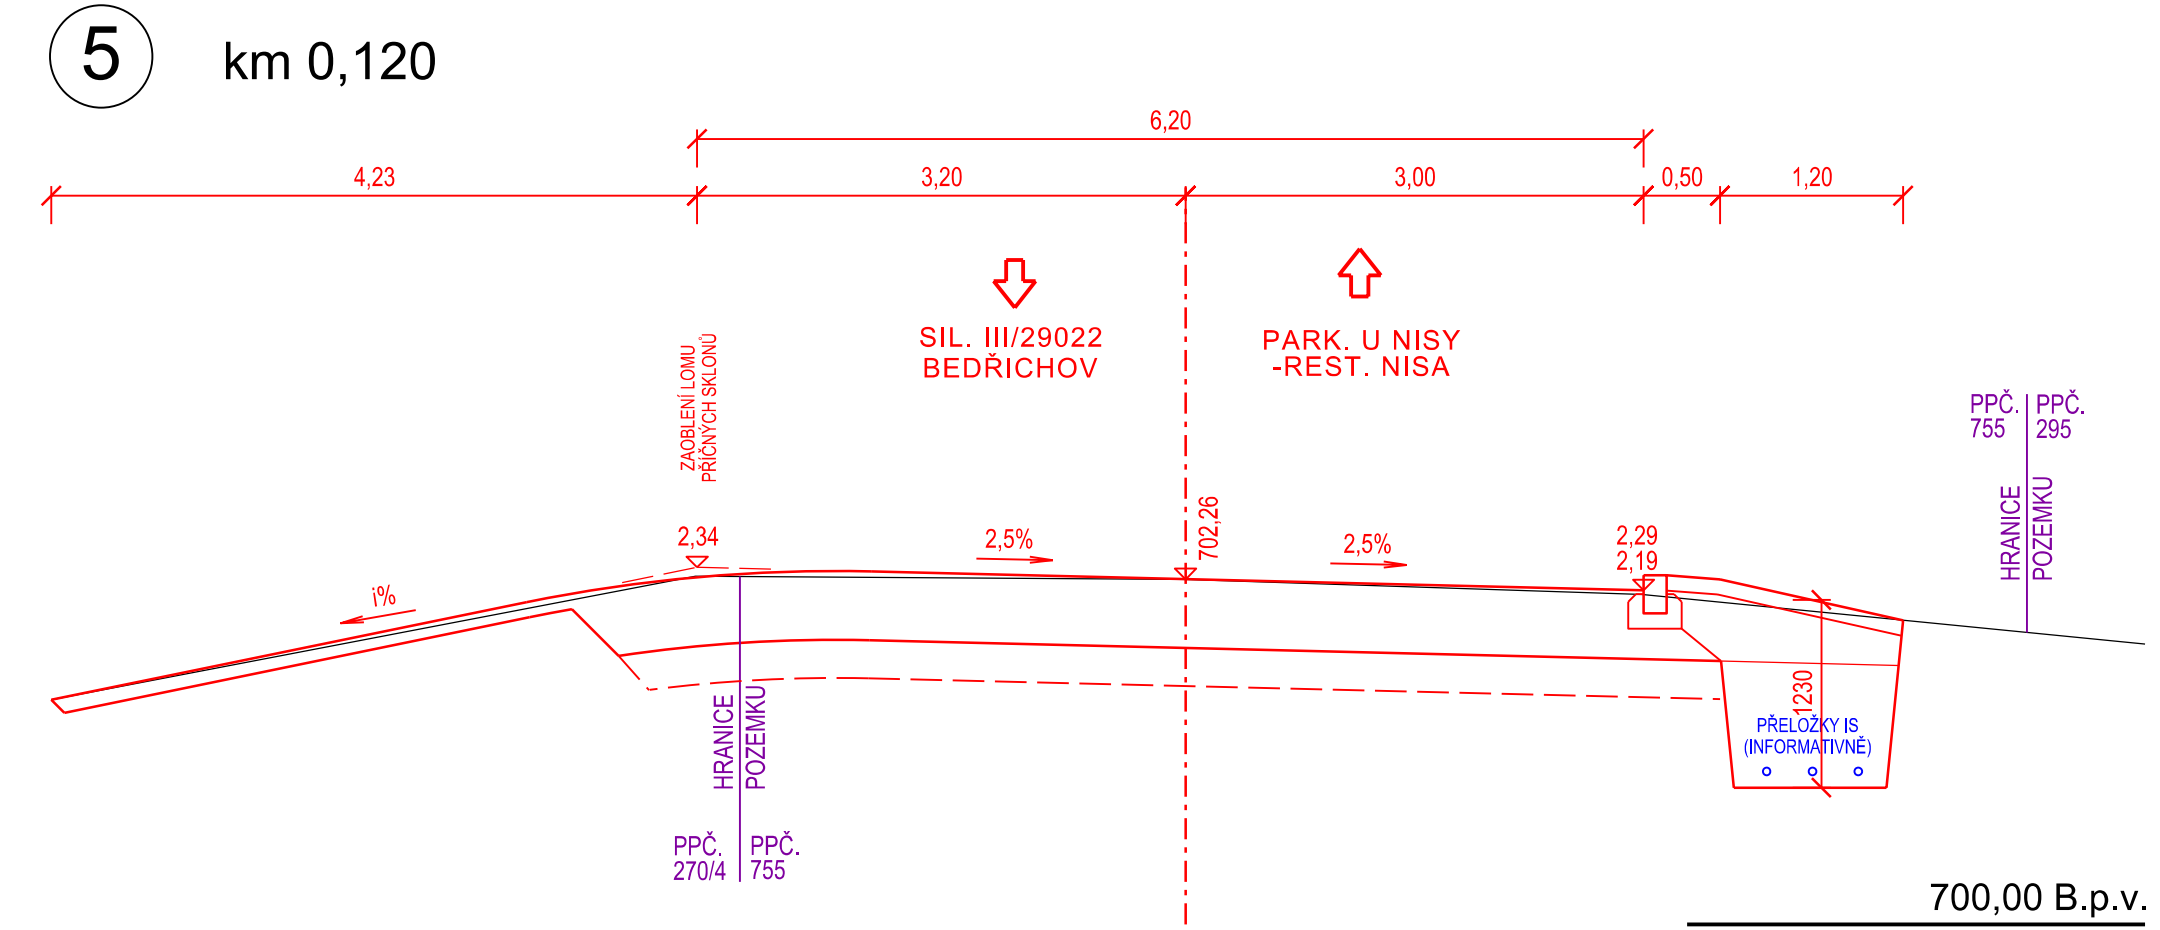 5
km 0,120
6,20
4,23
3,20
3,00
0,50
1,20
SIL. III/29022
BEDŘICHOV
PARK. U NISY
-REST. NISA
ZAOBLENÍ LOMU
PŘÍČNÝCH SKLONŮ
PPČ.
755
PPČ.
295
HRANICE
POZEMKU
2,34
2,5%
702,26
2,5%
2,29
2,19
i%
1230
PŘELOŽKY IS
(INFORMATIVNĚ)
HRANICE
POZEMKU
PPČ.
270/4
PPČ.
755
700,00 B.p.v.